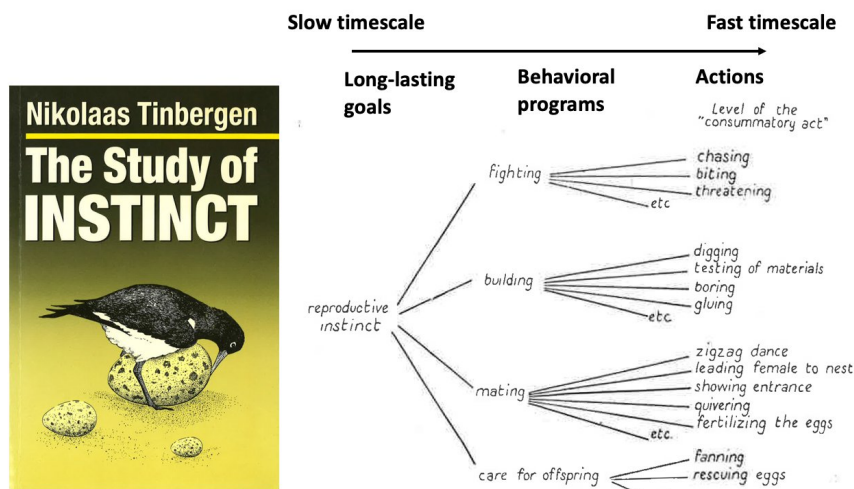 Slow timescale
Fast timescale
Long-lasting
goals
Behavioral
programs
Actions
Level of the
"consummatory act"
Nikolaas Tinbergen
The Study of
INSTINCT
reproductive
instinct
fighting
chasing
biting
threatening
etc
building
digging
testing of materials
boring
gluing
etc.
mating
zigzag dance
leading female to nest
showing entrance
quivering
fertilizing the eggs
etc.
care for offspring
fanning
rescuing eggs